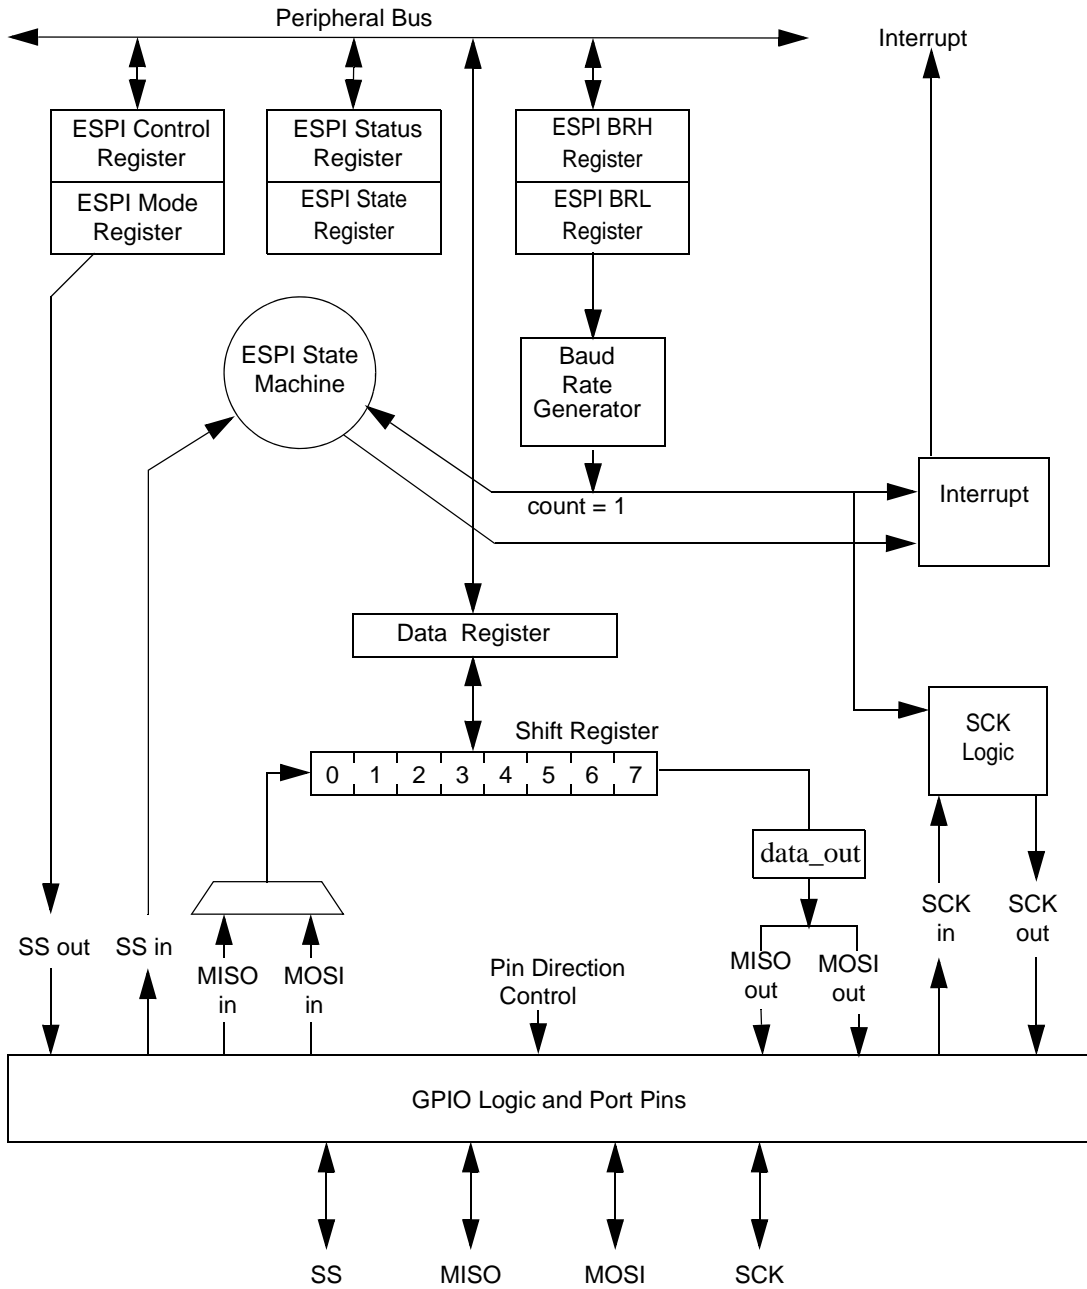 Peripheral Bus
Interrupt
ESPI Control
Register
ESPI Mode
Register
ESPI Status
Register
ESPI State
Register
ESPI BRH
Register
ESPI BRL
Register
ESPI State
Machine
Baud
Rate
Generator
count = 1
Interrupt
Data Register
Shift Register
0 1 2 3 4 5 6 7
SCK
Logic
data_out
SS out
SS in
MISO
in
MOSI
in
Pin Direction
Control
MISO
out
MOSI
out
SCK
in
SCK
out
GPIO Logic and Port Pins
SS
MISO
MOSI
SCK